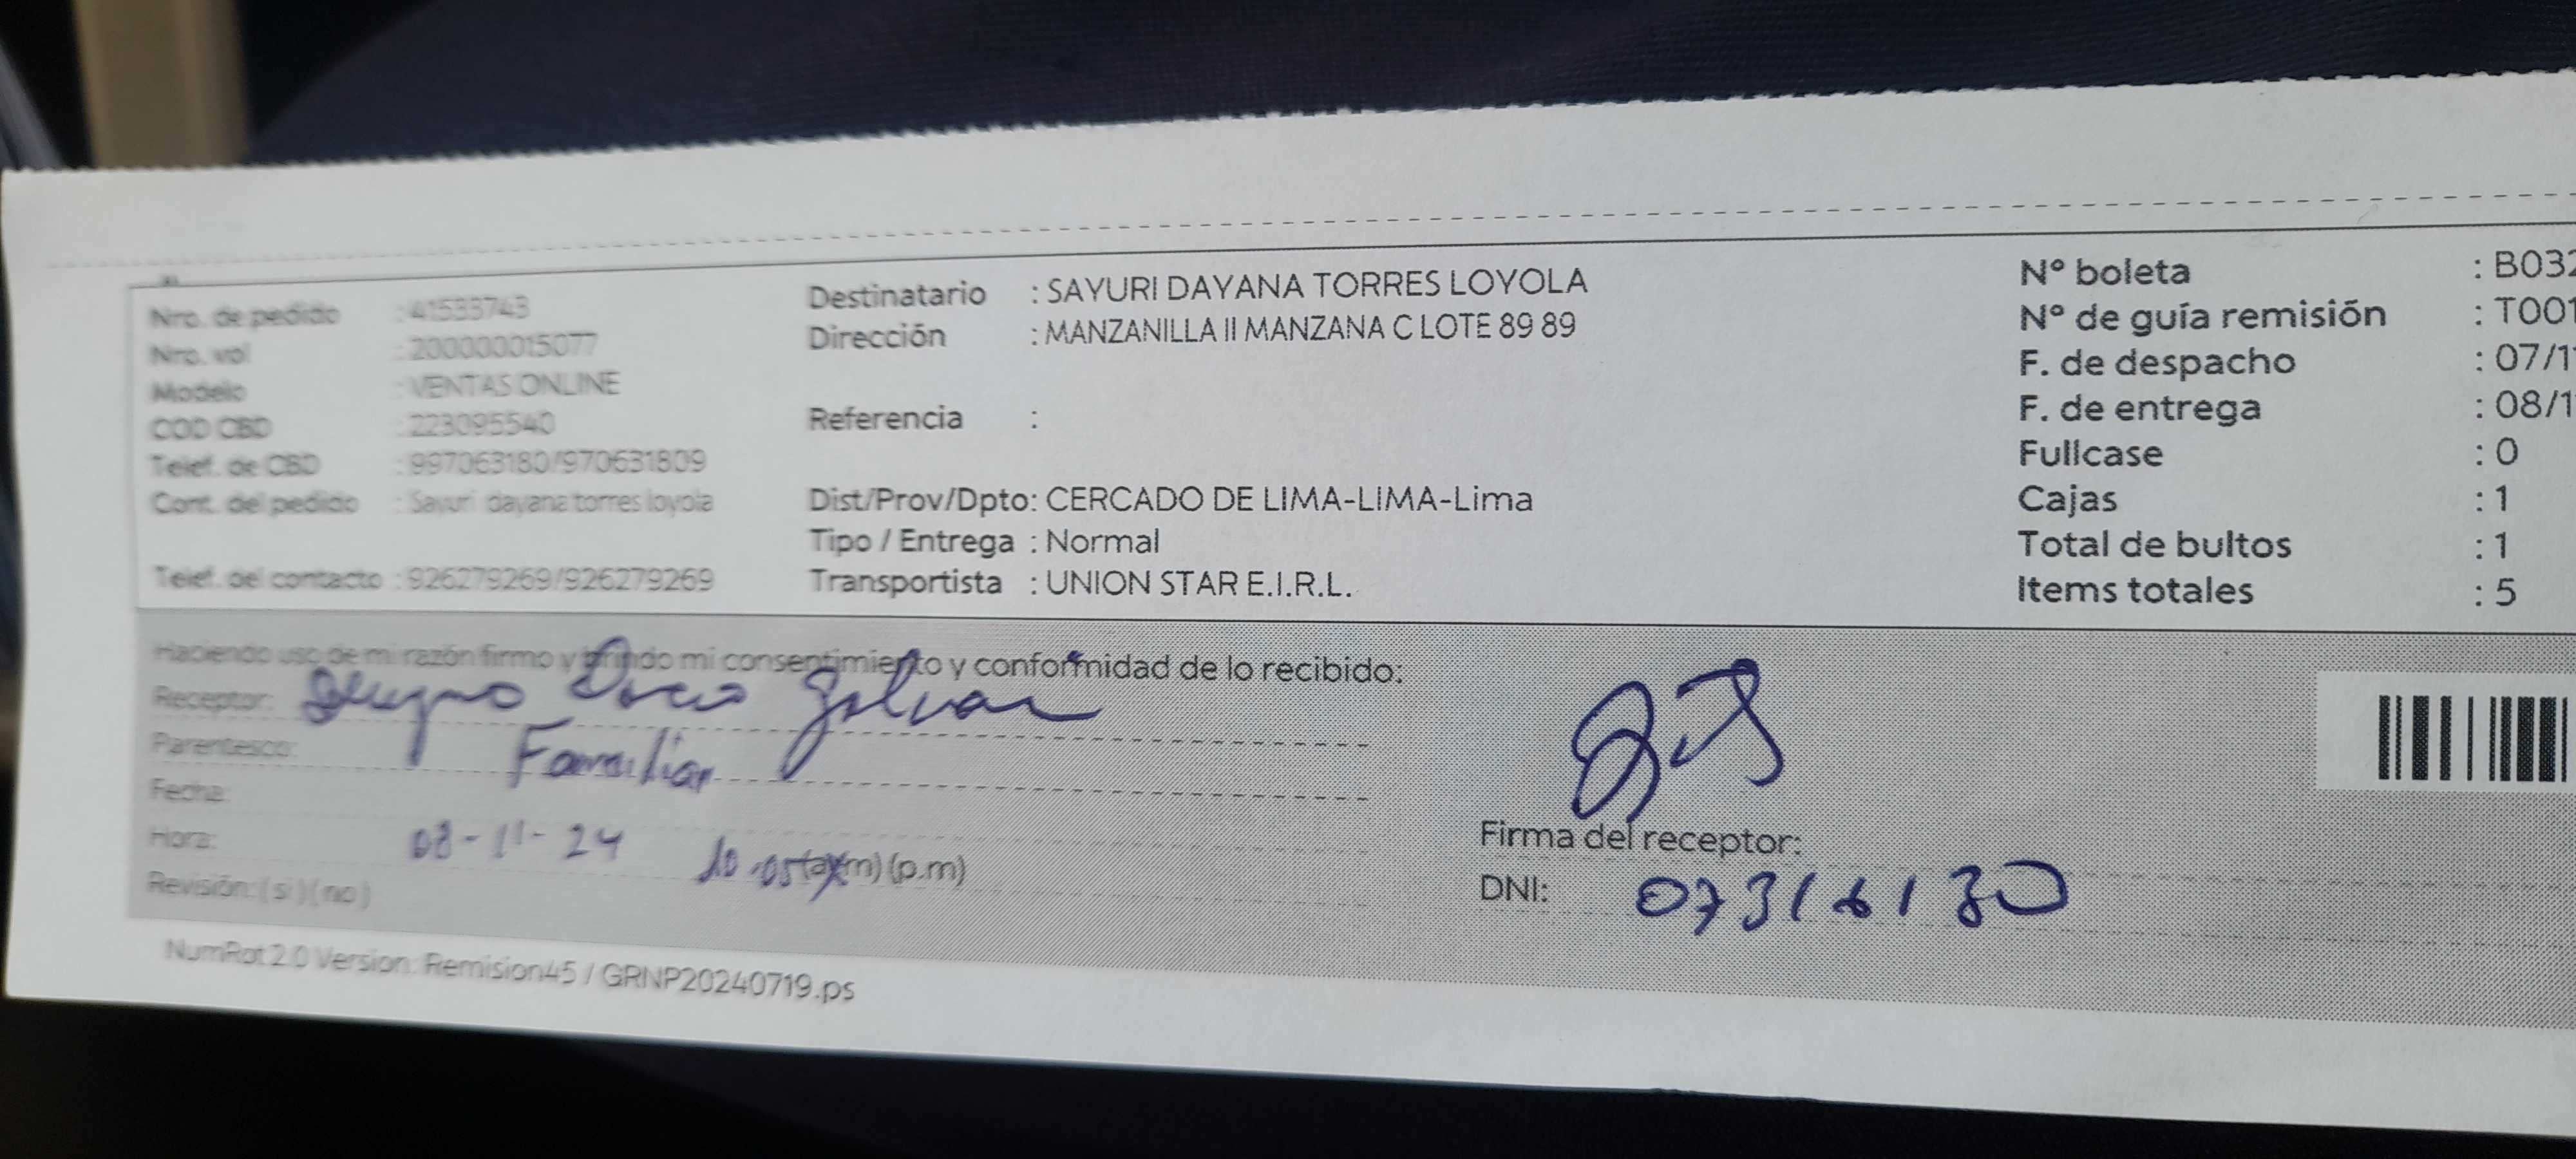 Nro. de pedido : 41533743
Nro. vol : 200000015077
Modelo : VENTAS ONLINE
COD CBD : 223095540
Telef. de CBD : 997063180/970631809
Cont. del pedido : Sayuri dayana torres loyola
Telef. del contacto : 926279269/926279269
Destinatario : SAYURI DAYANA TORRES LOYOLA
Dirección : MANZANILLA II MANZANA C LOTE 89 89
Referencia :
Dist/Prov/Dpto: CERCADO DE LIMA-LIMA-Lima
Tipo / Entrega : Normal
Transportista : UNION STAR E.I.R.L.
Nº boleta : B032
Nº de guía remisión : T001
F. de despacho : 07/1
F. de entrega : 08/1
Fullcase : 0
Cajas : 1
Total de bultos : 1
Items totales : 5
Haciendo uso de mi razón firmo y brindo mi consentimiento y conformidad de lo recibido:
Receptor:
Parentesco: Familiar
Fecha: 08-11-24
Hora: 10:05 (a.m) (p.m)
Revisión: (si) (no)
Firma del receptor:
DNI: 07316130
NumRot 2.0 Version: Remision45 / GRNP20240719.ps